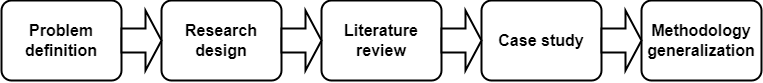 Problem
definition
Research
design
Literature
review
Case study
Methodology
generalization